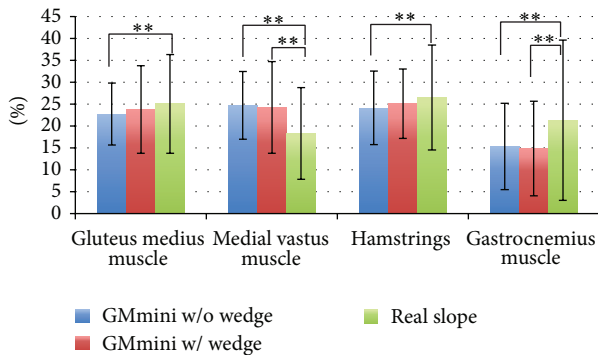 45
40
35
30
25
20
15
10
5
0
(%)
**
**
**
**
**
**
Gluteus medius
muscle
Medial vastus
muscle
Hamstrings
Gastrocnemius
muscle
GMmini w/o wedge
GMmini w/ wedge
Real slope